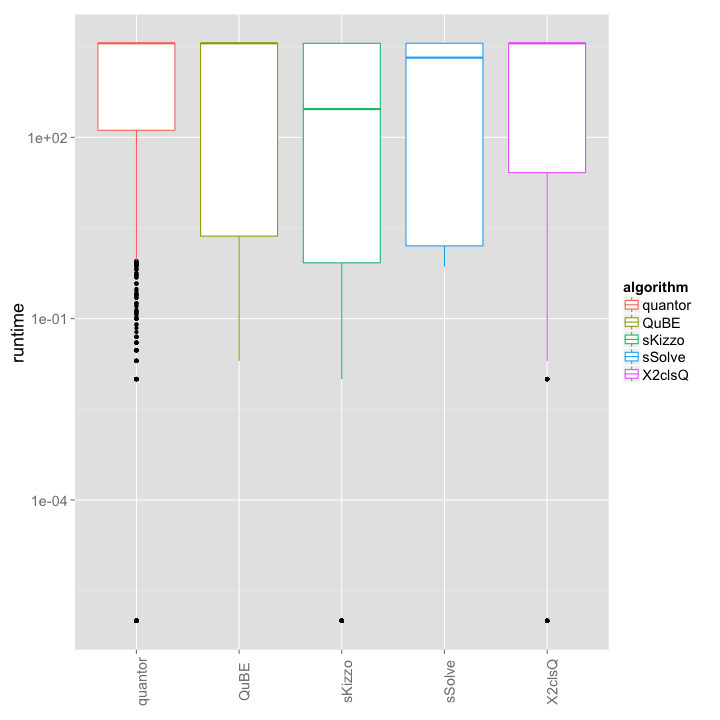 1e+02
1e-01
1e-04
runtime
quantor
QuBE
sKizzo
sSolve
X2clsQ
algorithm
quantor
QuBE
sKizzo
sSolve
X2clsQ